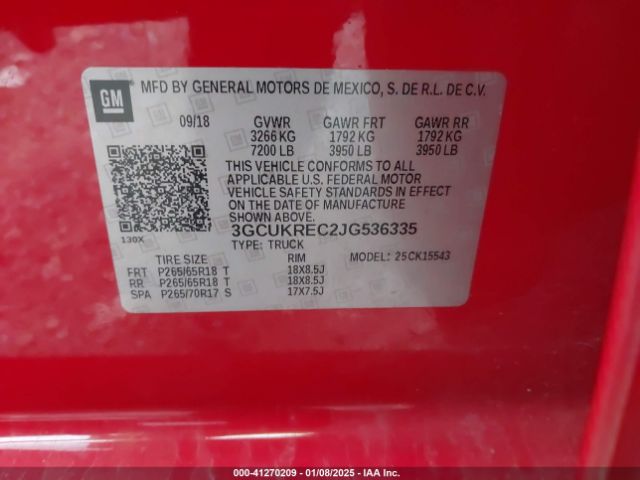 GM
MFD BY GENERAL MOTORS DE MEXICO, S. DE R.L. DE C.V.
09/18 GVWR GAWR FRT GAWR RR
3266 KG 1792 KG 1792 KG
7200 LB 3950 LB 3950 LB
THIS VEHICLE CONFORMS TO ALL
APPLICABLE U.S. FEDERAL MOTOR
VEHICLE SAFETY STANDARDS IN EFFECT
ON THE DATE OF MANUFACTURE
SHOWN ABOVE.
130X
3GCUKREC2JG536335
TYPE: TRUCK
TIRE SIZE RIM MODEL: 25CK15543
FRT P265/65R18 T 18X8.5J
RR P265/65R18 T 18X8.5J
SPA P265/70R17 S 17X7.5J
000-41270209 - 01/08/2025 - IAA Inc.